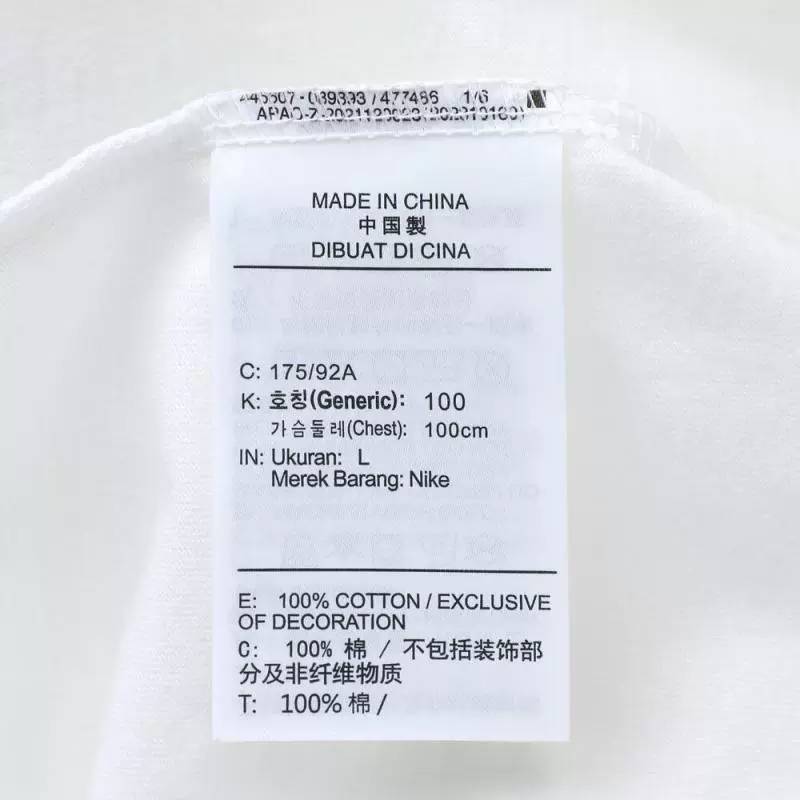 1/6
MADE IN CHINA
中国製
DIBUAT DI CINA
C: 175/92A
K: 호칭(Generic): 100
가슴둘레(Chest): 100cm
IN: Ukuran: L
Merek Barang: Nike
E: 100% COTTON / EXCLUSIVE
OF DECORATION
C: 100% 棉 / 不包括装饰部
分及非纤维物质
T: 100% 棉 /